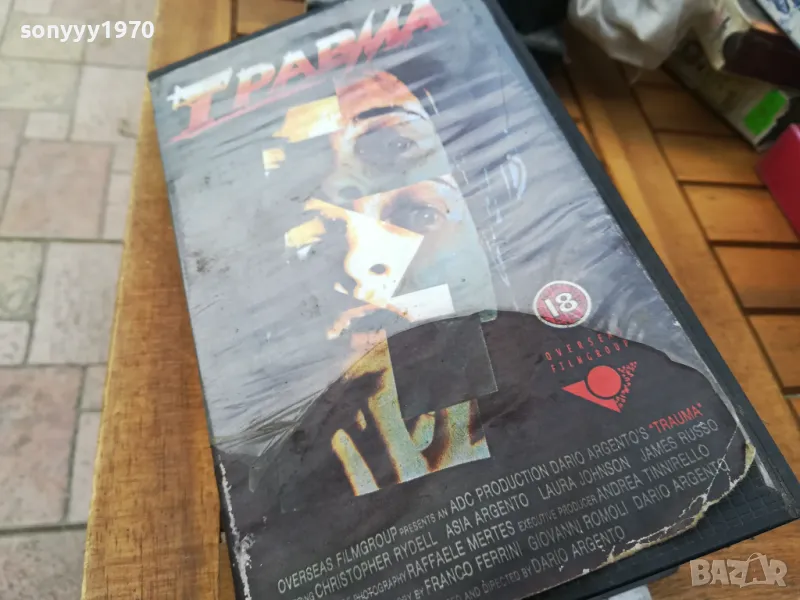 sonyyy1970
ТРАВМА
18
OVERSEAS
FILMGROUP
OVERSEAS FILMGROUP PRESENTS AN ADC PRODUCTION DARIO ARGENTO'S "TRAUMA"
CHRISTOPHER RYDELL ASIA ARGENTO LAURA JOHNSON JAMES RUSSO
PHOTOGRAPHY RAFFAELE MERTES EXECUTIVE PRODUCER ANDREA TINNIRELLO
BY FRANCO FERRINI GIOVANNI ROMOLI DARIO ARGENTO
AND DIRECTED BY DARIO ARGENTO
BAZAR
bg